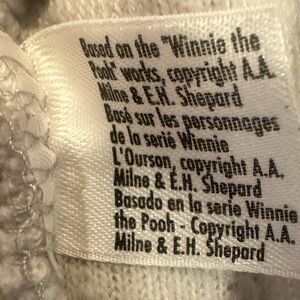 Based on the "Winnie the
Pooh" works, copyright A.A.
Milne & E.H. Shepard
Basé sur les personnages
de la serié Winnie
L'Ourson, copyright A.A.
Milne & E.H. Shepard
Basado en la serie Winnie
the Pooh - Copyright A.A.
Milne & E.H. Shepard